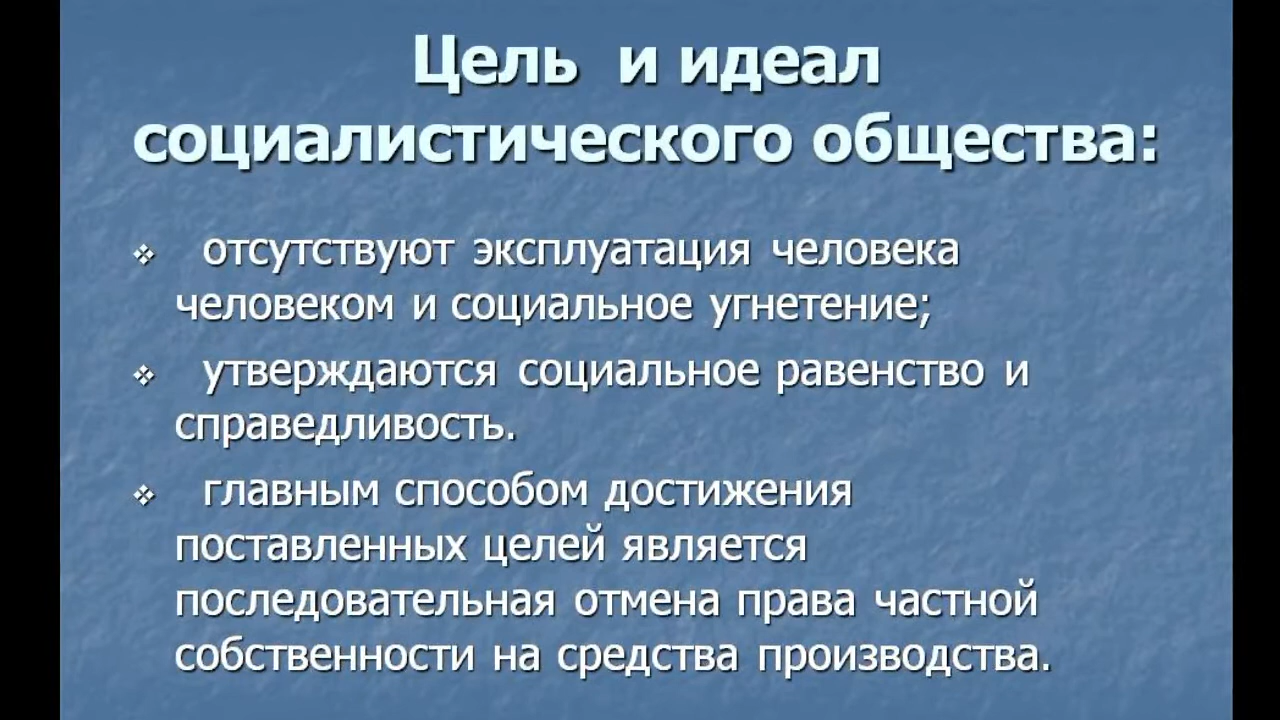 Цель и идеал
социалистического общества:
отсутствуют эксплуатация человека
человеком и социальное угнетение;
утверждаются социальное равенство и
справедливость.
главным способом достижения
поставленных целей является
последовательная отмена права частной
собственности на средства производства.